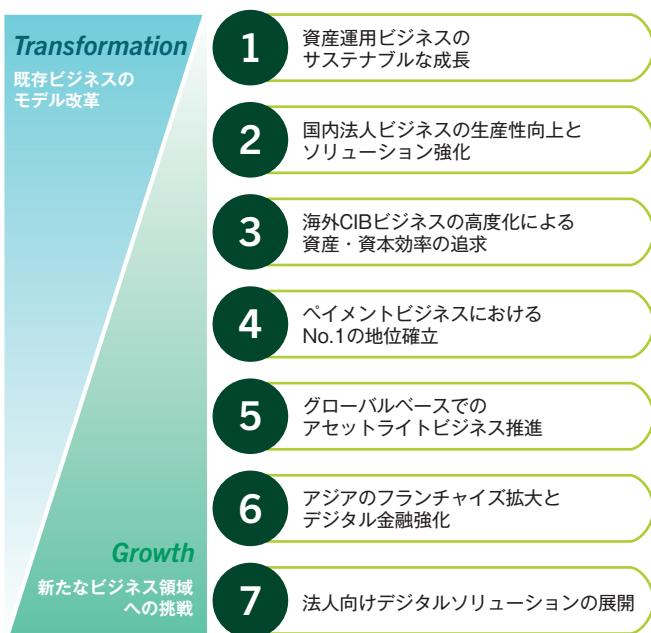 Transformation
既存ビジネスの
モデル改革
1
資産運用ビジネスの
サステナブルな成長
2
国内法人ビジネスの生産性向上と
ソリューション強化
3
海外CIBビジネスの高度化による
資産・資本効率の追求
4
ペイメントビジネスにおける
No.1の地位確立
5
グローバルベースでの
アセットライトビジネス推進
6
アジアのフランチャイズ拡大と
デジタル金融強化
Growth
新たなビジネス領域
への挑戦
7
法人向けデジタルソリューションの展開